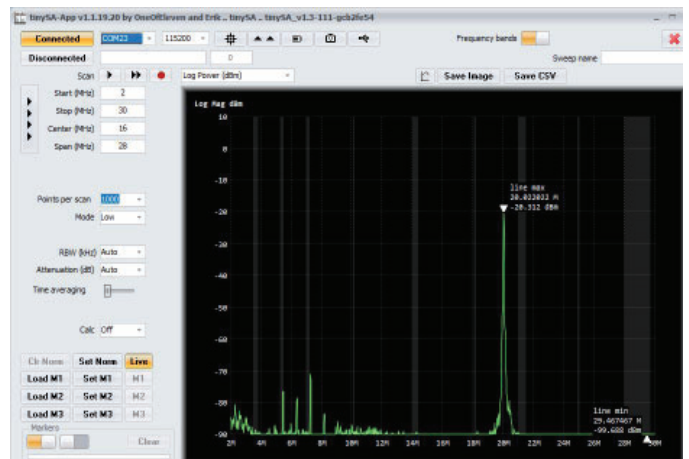 tinySA-App v1.1.19.20 by OneOfEleven and Erik .. tinySA .. tinySA_v1.3-111-gcb2fe54
Connected COM23 115200 Frequency bands
Disconnected 0 Sweep name
Scan Log Power (dBm) Save Image Save CSV
Start (MHz) 2
Stop (MHz) 30
Center (MHz) 16
Span (MHz) 28
Points per scan 1000
Mode Low
RBW (kHz) Auto
Attenuation (dB) Auto
Time averaging
Calc Off
Clr Norm Set Norm Live
Load M1 Set M1 M1
Load M2 Set M2 M2
Load M3 Set M3 M3
Markers
Clear
Log Mag dBm
10
0
-10
-20
-30
-40
-50
-60
-70
-80
-90
line max
-20.312 dBm
line min
29.467467 M
-99.688 dBm
2M 4M 6M 8M 10M 12M 14M 16M 18M 20M 22M 24M 26M 28M 30M